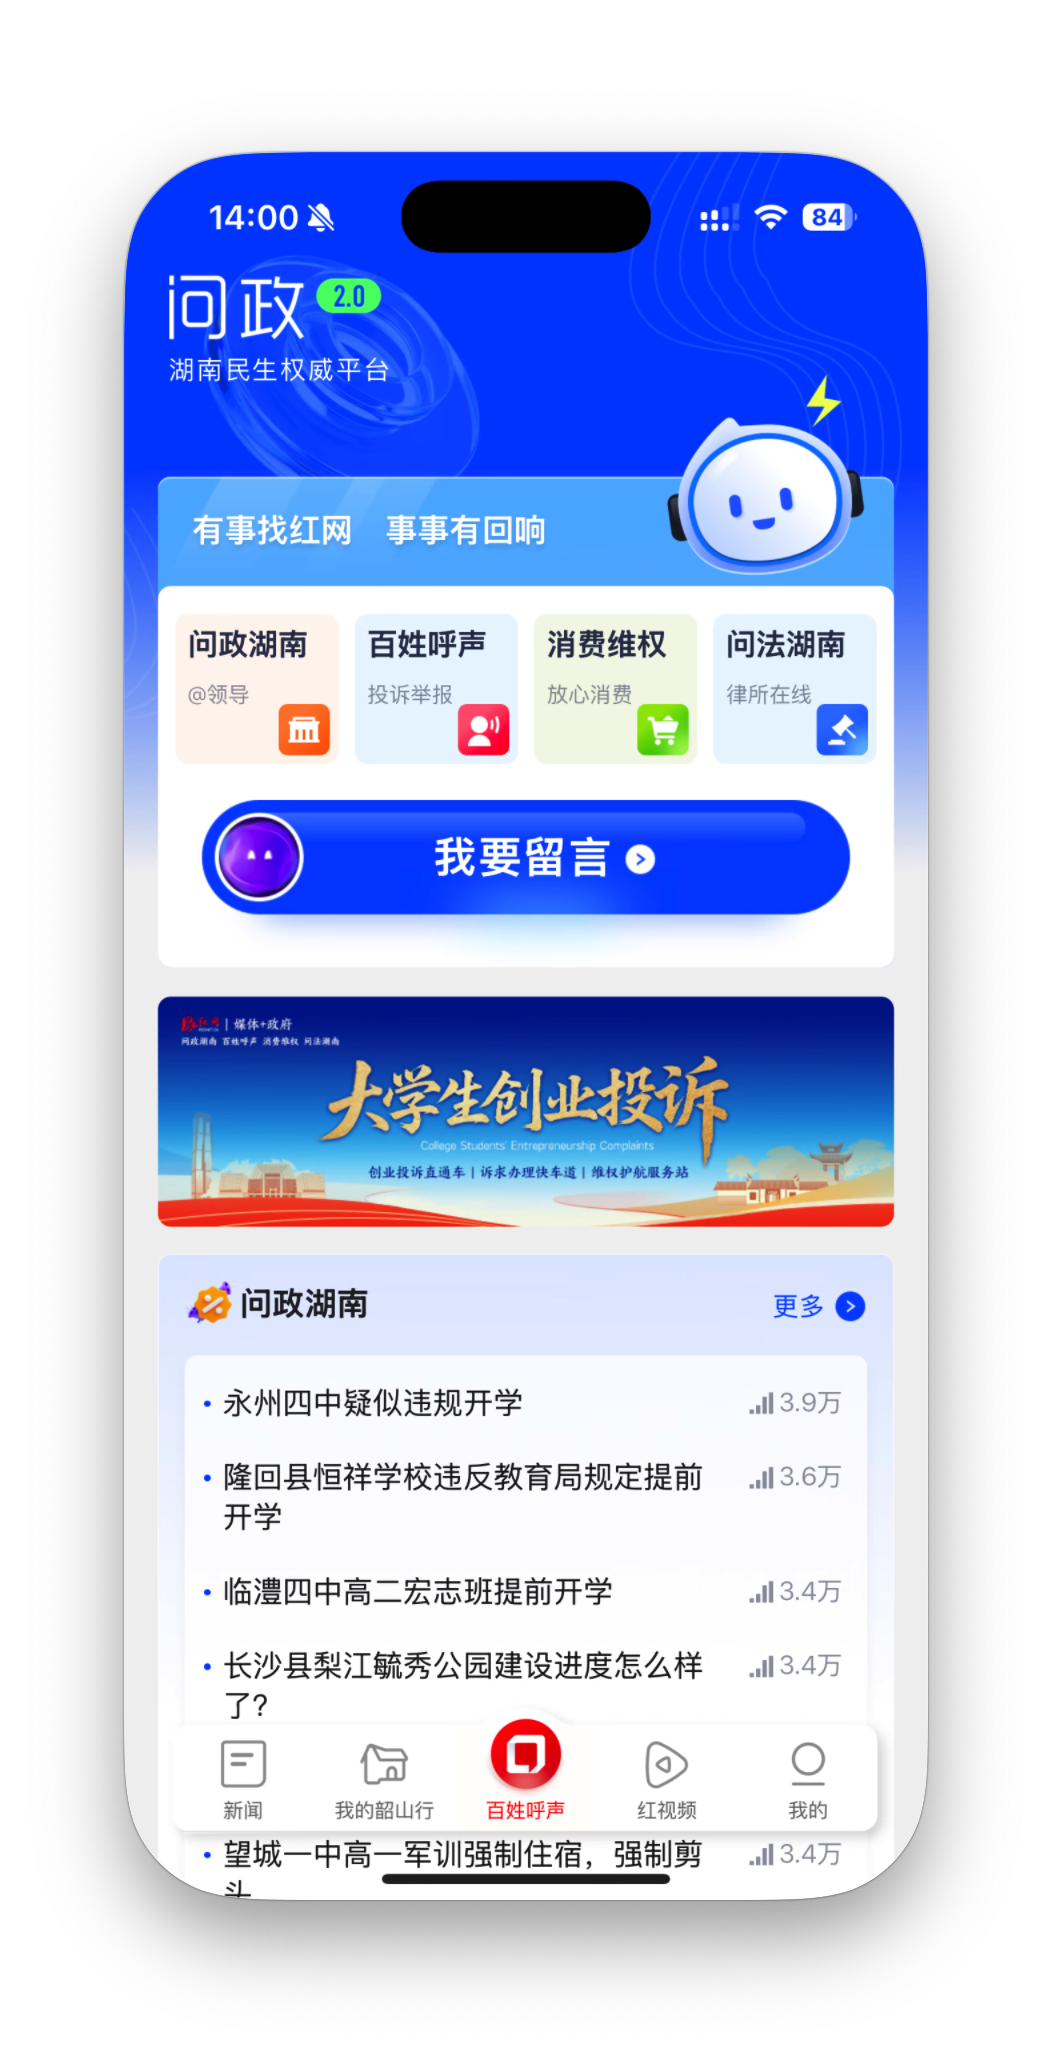 14:00
84
问政 2.0
湖南民生权威平台
有事找红网 事事有回响
问政湖南
@领导
百姓呼声
投诉举报
消费维权
放心消费
问法湖南
律所在线
我要留言
红网 | 媒体+政府
问政湖南 百姓呼声 消费维权 问法湖南
大学生创业投诉
College Students' Entrepreneurship Complaints
创业投诉直通车 | 诉求办理快车道 | 维权护航服务站
问政湖南 更多
永州四中疑似违规开学 3.9万
隆回县恒祥学校违反教育局规定提前 3.6万
开学
临澧四中高二宏志班提前开学 3.4万
长沙县梨江毓秀公园建设进度怎么样 3.4万
了?
新闻 我的韶山行 百姓呼声 红视频 我的
望城一中高一军训强制住宿，强制剪 3.4万
头